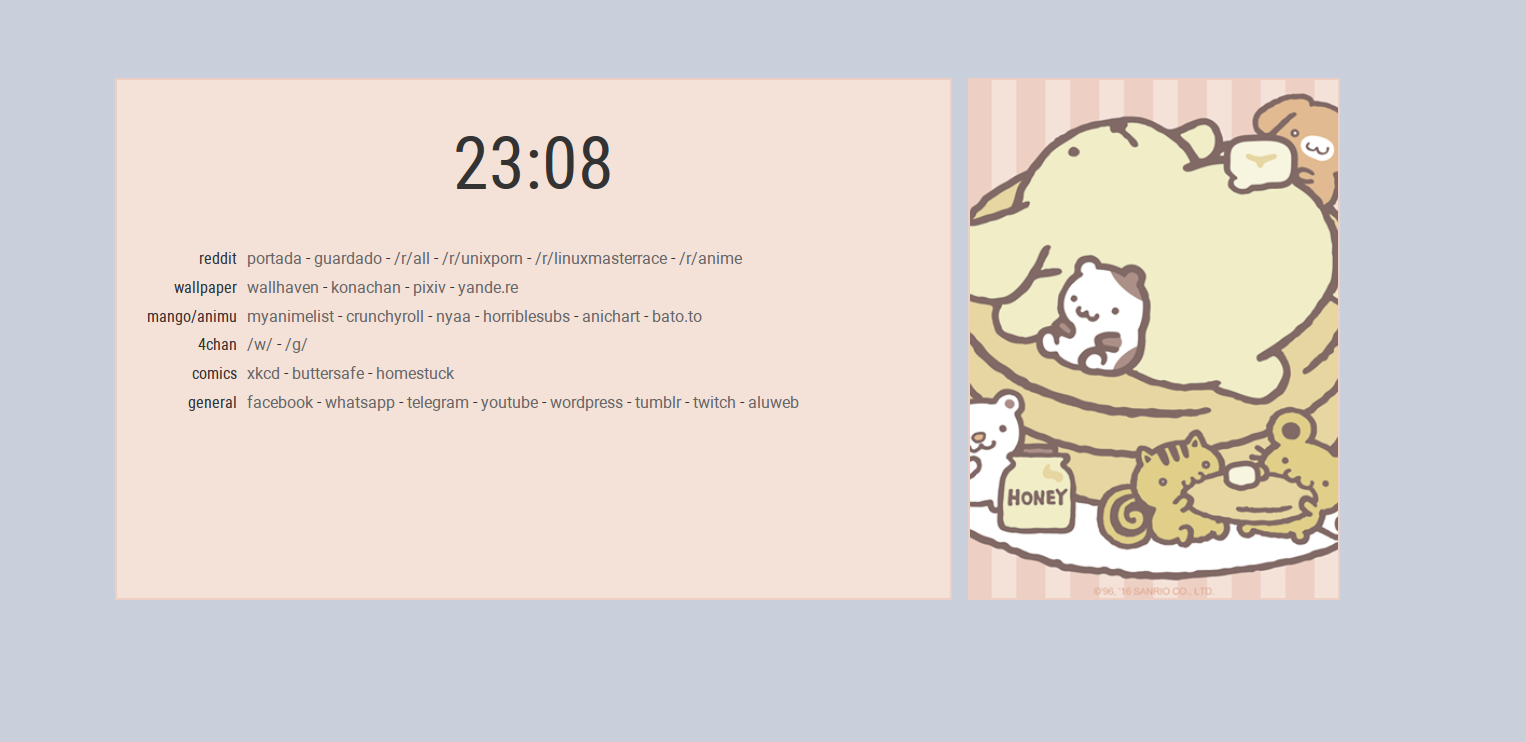 23:08
reddit portada - guardado - /r/all - /r/unixporn - /r/linuxmasterrace - /r/anime
wallpaper wallhaven - konachan - pixiv - yande.re
mango/animu myanimelist - crunchyroll - nyaa - horriblesubs - anichart - bato.to
4chan /w/ - /g/
comics xkcd - buttersafe - homestuck
general facebook - whatsapp - telegram - youtube - wordpress - tumblr - twitch - aluweb
HONEY
©'96, '16 SANRIO CO., LTD.